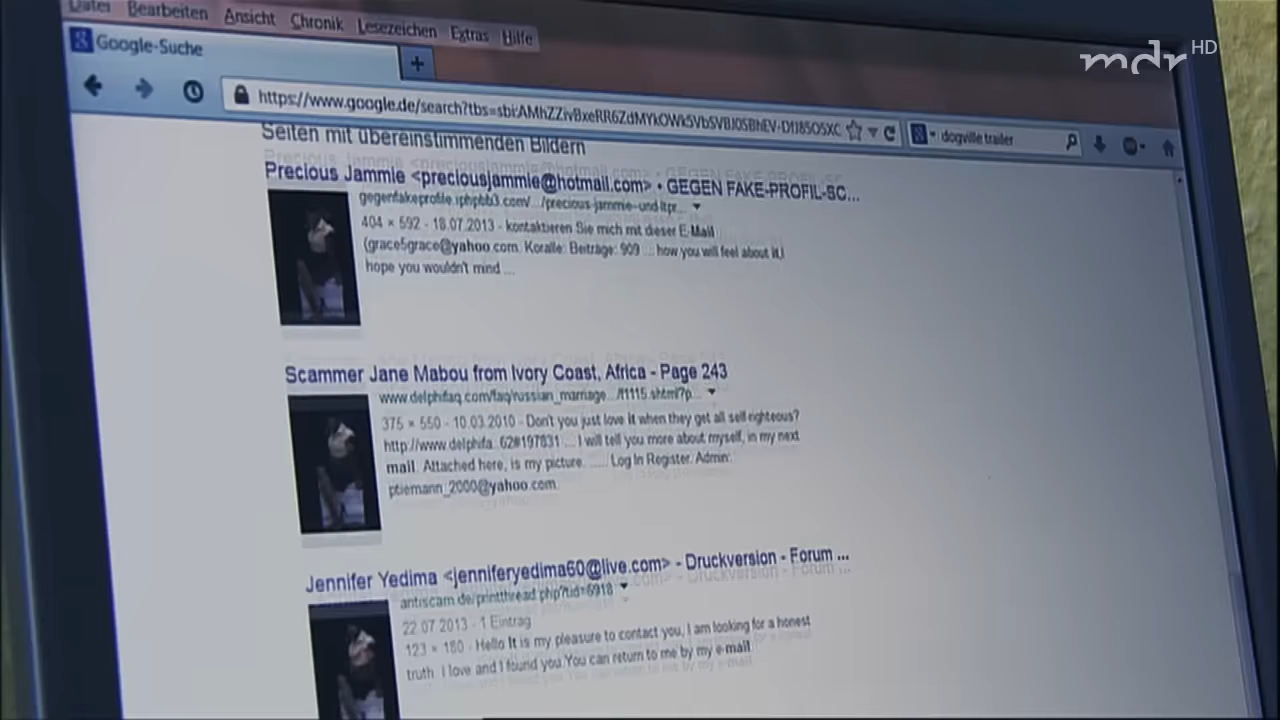 Datei Bearbeiten Ansicht Chronik Lesezeichen Extras Hilfe
mdr HD
Google-Suche
https://www.google.de/search?tbs=sbi:
dogville trailer
Seiten mit übereinstimmenden Bildern
Precious Jammie <preciousjammie@hotmail.com> • GEGEN FAKE-PROFIL-SC...
gegenfakeprofile.iphpbb3.com/.../precious-jammie-und-ltpr...
404 × 592 - 18.07.2013 - kontaktieren Sie mich mit dieser E-Mail
(grace5grace@yahoo.com. Koralle: Beiträge: 909 ... how you will feel about it,I
hope you wouldn't mind ...
Scammer Jane Mabou from Ivory Coast, Africa - Page 243
www.delphifaq.com/faq/russian_marriage.../f1115.shtml?p...
375 × 550 - 10.03.2010 - Don't you just love it when they get all self-righteous?
http://www.delphifa..62#197831 ... I will tell you more about myself, in my next
mail. Attached here, is my picture. ...... Log In Register. Admin:
ptiemann_2000@yahoo.com.
Jennifer Yedima <jenniferyedima60@live.com> - Druckversion - Forum ...
antiscam.de/printthread.php?tid=6918
22.07.2013 - 1 Eintrag
123 × 180 - Hello It is my pleasure to contact you, I am looking for a honest
truth I love and I found you.You can return to me by my e-mail